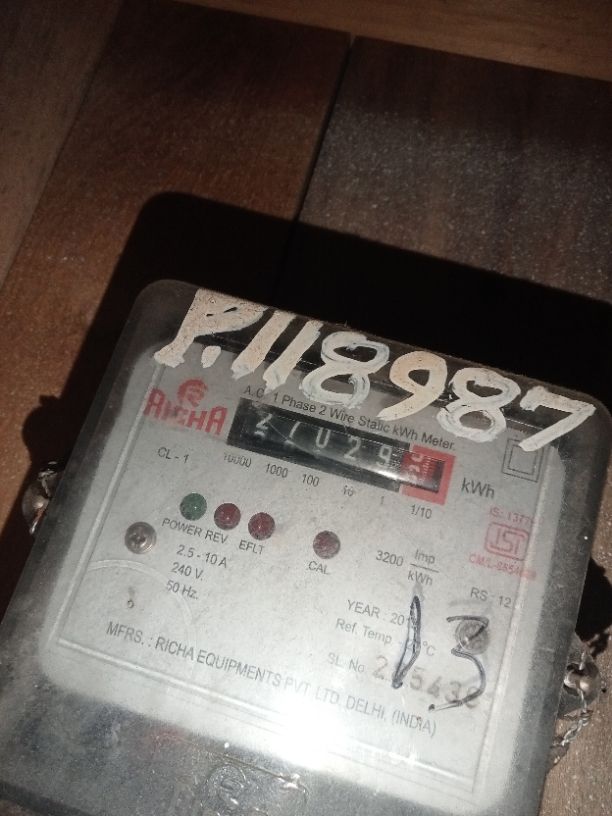 P.118987
RICHA
A.C. 1 Phase 2 Wire Static kWh Meter.
CL - 1
10000 1000 100 10 1 1/10
kWh
POWER REV EFLT
CAL
3200 Imp/kWh
2.5 - 10 A
240 V.
50 Hz.
RS : 12
YEAR :
Ref. Temp.
SL. No.
13
MFRS. : RICHA EQUIPMENTS PVT. LTD. DELHI. (INDIA)